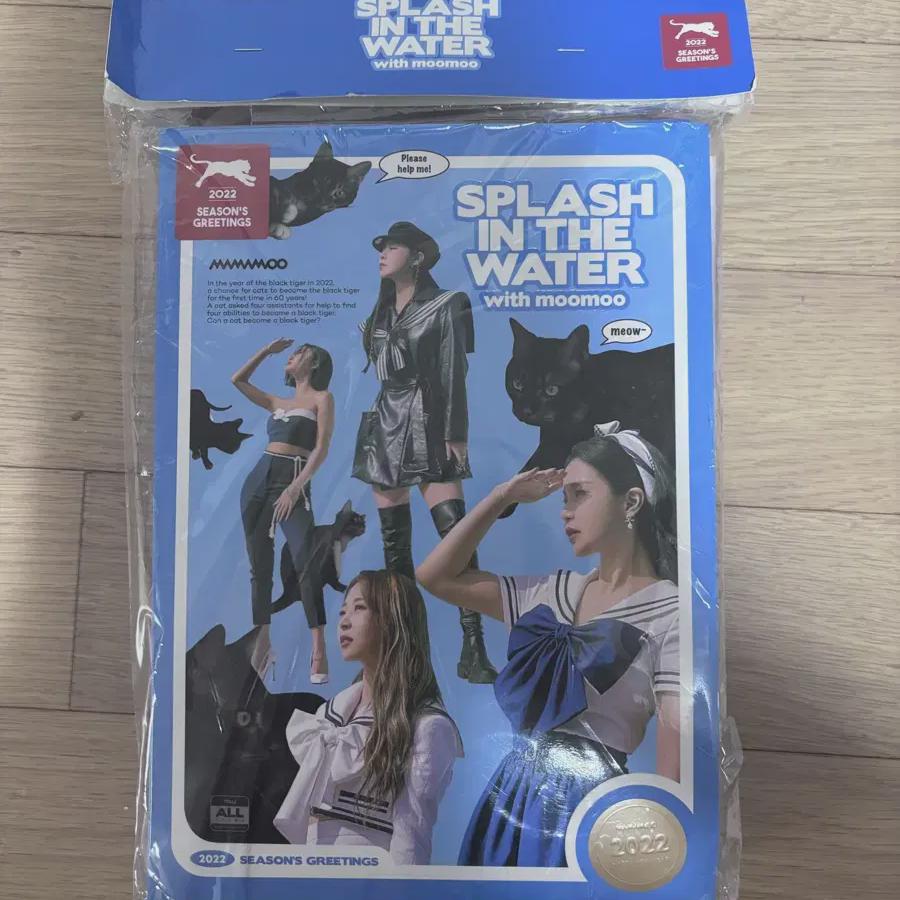 SPLASH
IN THE
WATER
with moomoo
2022
SEASON'S
GREETINGS
Please
help me!
2022
SEASON'S
GREETINGS
SPLASH
IN THE
WATER
with moomoo
MAMAMOO
In the year of the black tiger in 2022,
a chance for cats to become the black tiger
for the first time in 60 years!
A cat asked four assistants for help to find
four abilities to become a black tiger.
Can a cat become a black tiger?
meow~
ALL
2022
2022 SEASON'S GREETINGS